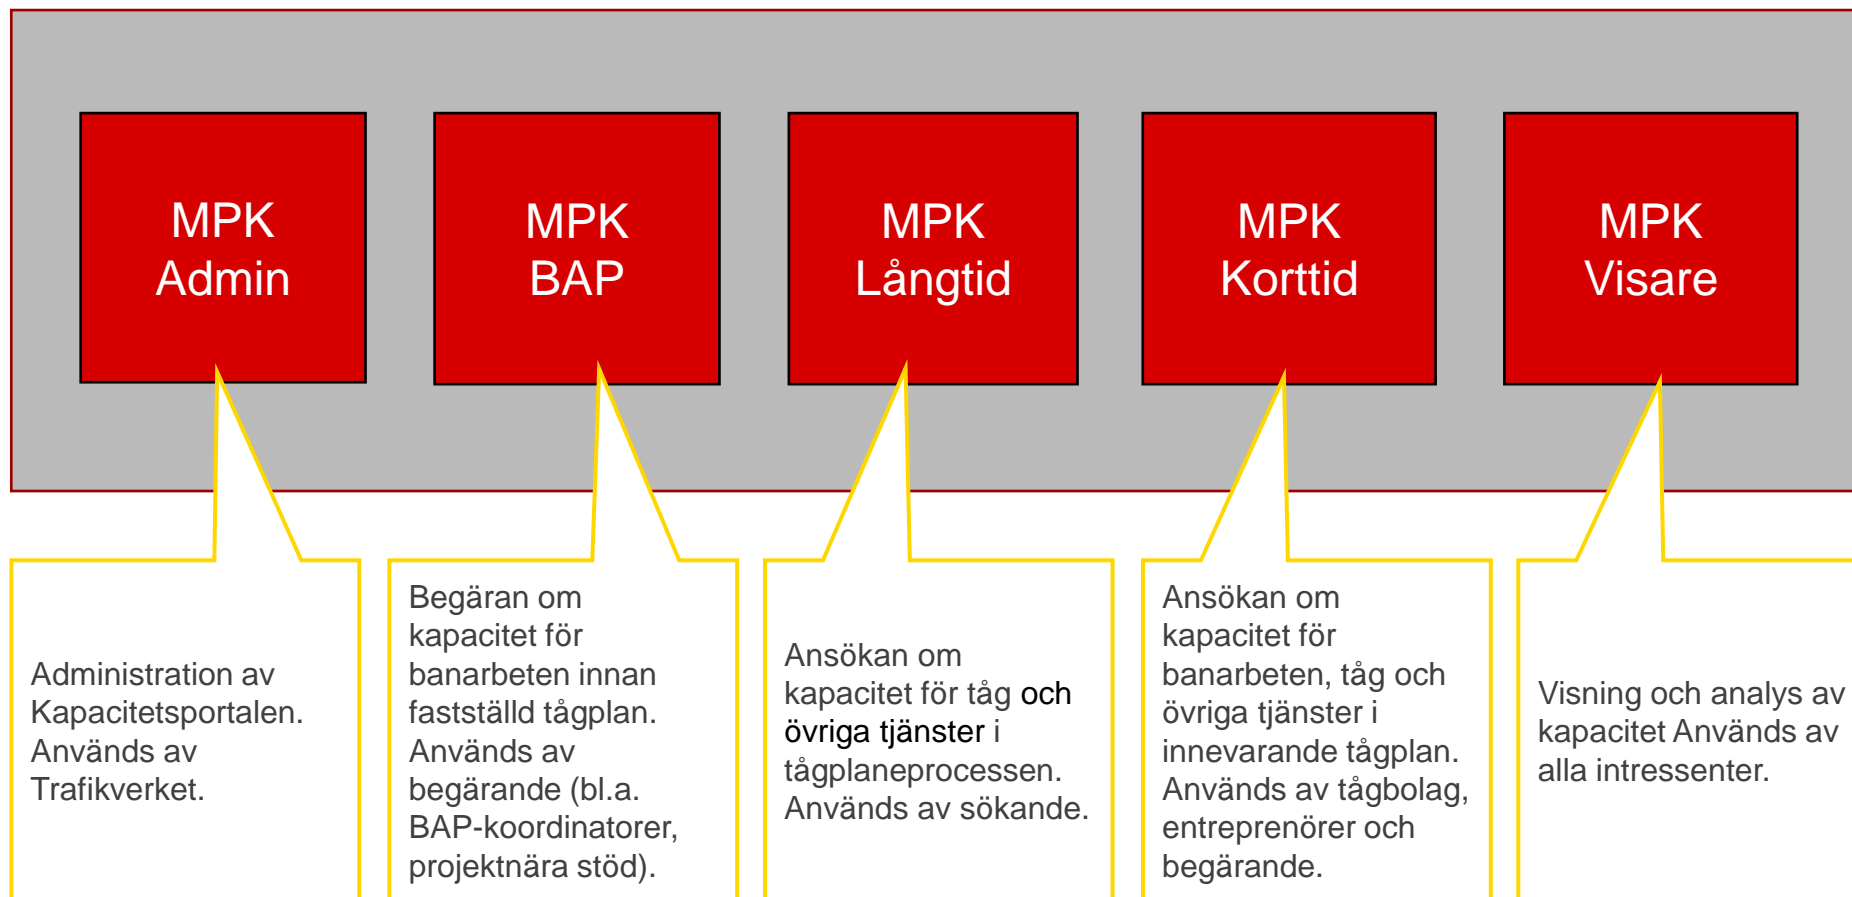 MPK
Admin
MPK
BAP
MPK
Långtid
MPK
Korttid
MPK
Visare
Administration av
Kapacitetsportalen.
Används av
Trafikverket.
Begäran om
kapacitet för
banarbeten innan
fastställd tågplan.
Används av
begärande (bl.a.
BAP-koordinatorer,
projektnära stöd).
Ansökan om
kapacitet för tåg och
övriga tjänster i
tågplaneprocessen.
Används av sökande.
Ansökan om
kapacitet för
banarbeten, tåg och
övriga tjänster i
innevarande tågplan.
Används av tågbolag,
entreprenörer och
begärande.
Visning och analys av
kapacitet Används av
alla intressenter.